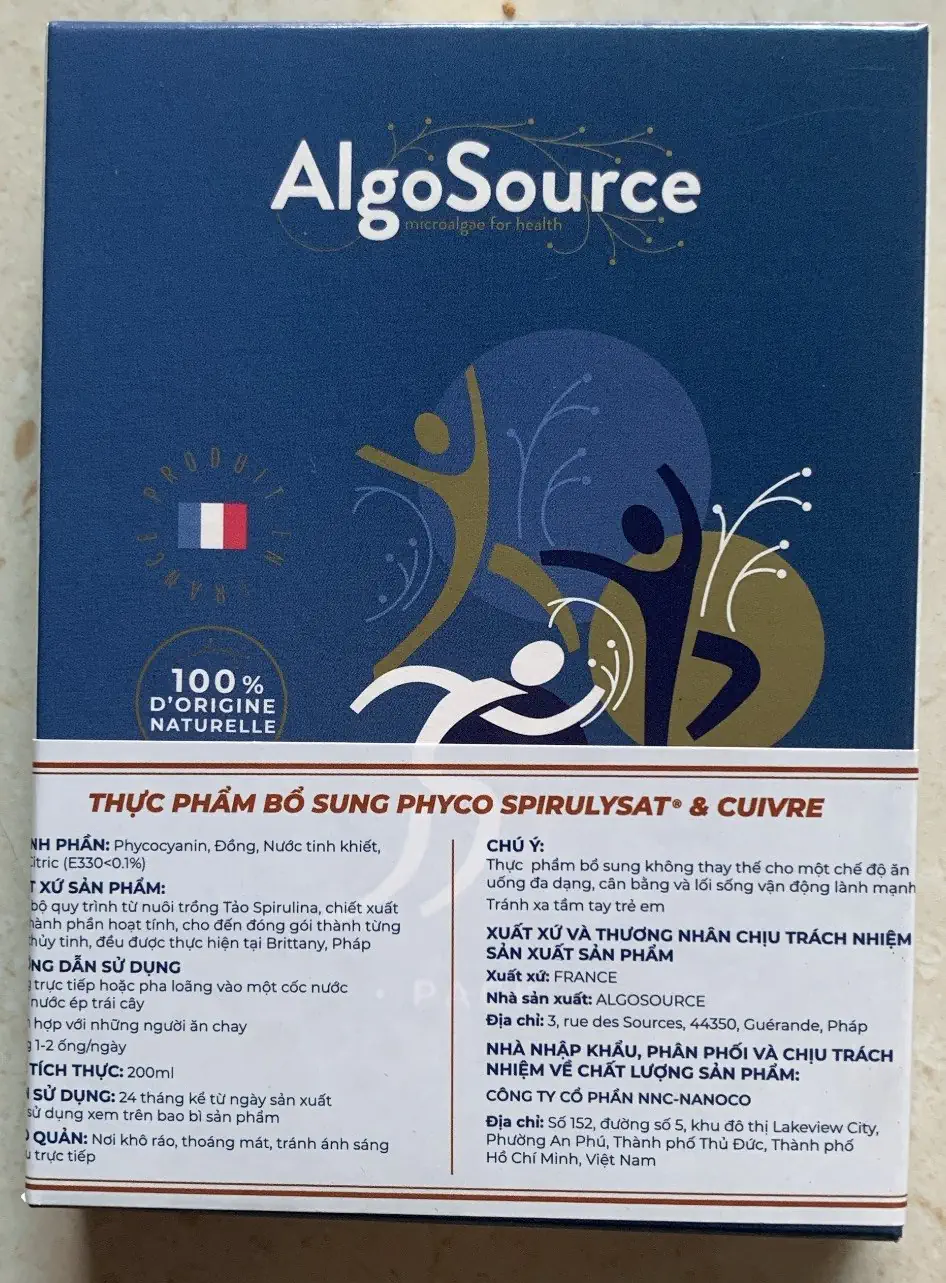 AlgoSource
microalgae for health
PRODUIT EN FRANCE
100%
D'ORIGINE
NATURELLE
THỰC PHẨM BỔ SUNG PHYCO SPIRULYSAT® & CUIVRE
NH PHẦN: Phycocyanin, Đồng, Nước tinh khiết,
itric (E330<0.1%)
T XỨ SẢN PHẨM:
bộ quy trình từ nuôi trồng Tảo Spirulina, chiết xuất
hành phần hoạt tính, cho đến đóng gói thành từng
thủy tinh, đều được thực hiện tại Brittany, Pháp
NG DẪN SỬ DỤNG
trực tiếp hoặc pha loãng vào một cốc nước
nước ép trái cây
hợp với những người ăn chay
1-2 ống/ngày
TÍCH THỰC: 200ml
SỬ DỤNG: 24 tháng kể từ ngày sản xuất
sử dụng xem trên bao bì sản phẩm
QUẢN: Nơi khô ráo, thoáng mát, tránh ánh sáng
trực tiếp
CHÚ Ý:
Thực phẩm bổ sung không thay thế cho một chế độ ăn
uống đa dạng, cân bằng và lối sống vận động lành mạnh
Tránh xa tầm tay trẻ em
XUẤT XỨ VÀ THƯƠNG NHÂN CHỊU TRÁCH NHIỆM
SẢN XUẤT SẢN PHẨM
Xuất xứ: FRANCE
Nhà sản xuất: ALGOSOURCE
Địa chỉ: 3, rue des Sources, 44350, Guérande, Pháp
NHÀ NHẬP KHẨU, PHÂN PHỐI VÀ CHỊU TRÁCH
NHIỆM VỀ CHẤT LƯỢNG SẢN PHẨM:
CÔNG TY CỔ PHẦN NNC-NANOCO
Địa chỉ: Số 152, đường số 5, khu đô thị Lakeview City,
Phường An Phú, Thành phố Thủ Đức, Thành phố
Hồ Chí Minh, Việt Nam